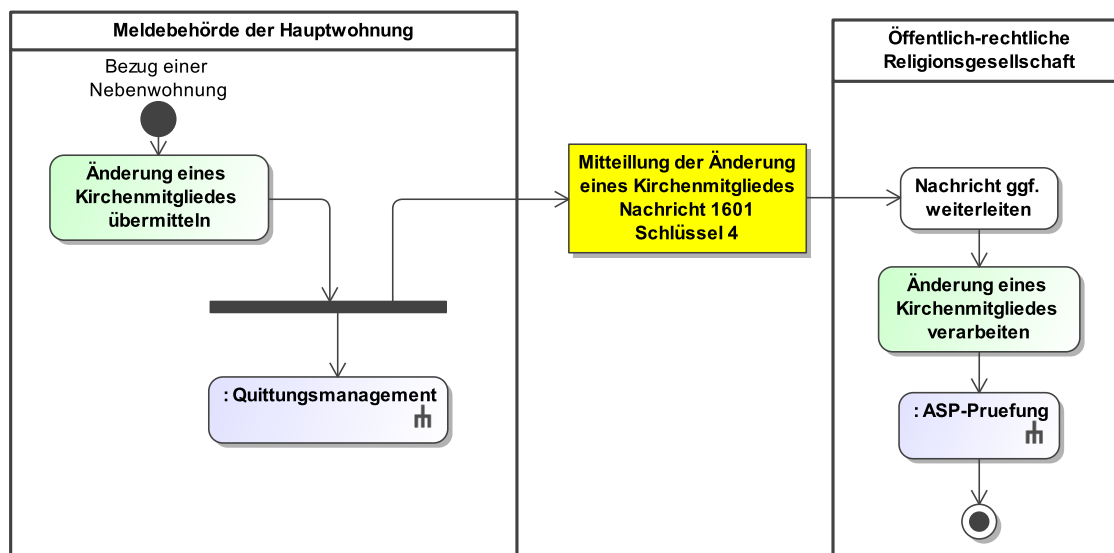 Meldebehörde der Hauptwohnung
Bezug einer
Nebenwohnung
Änderung eines
Kirchenmitgliedes
übermitteln
: Quittungsmanagement
Mitteillung der Änderung
eines Kirchenmitgliedes
Nachricht 1601
Schlüssel 4
Öffentlich-rechtliche
Religionsgesellschaft
Nachricht ggf.
weiterleiten
Änderung eines
Kirchenmitgliedes
verarbeiten
: ASP-Pruefung